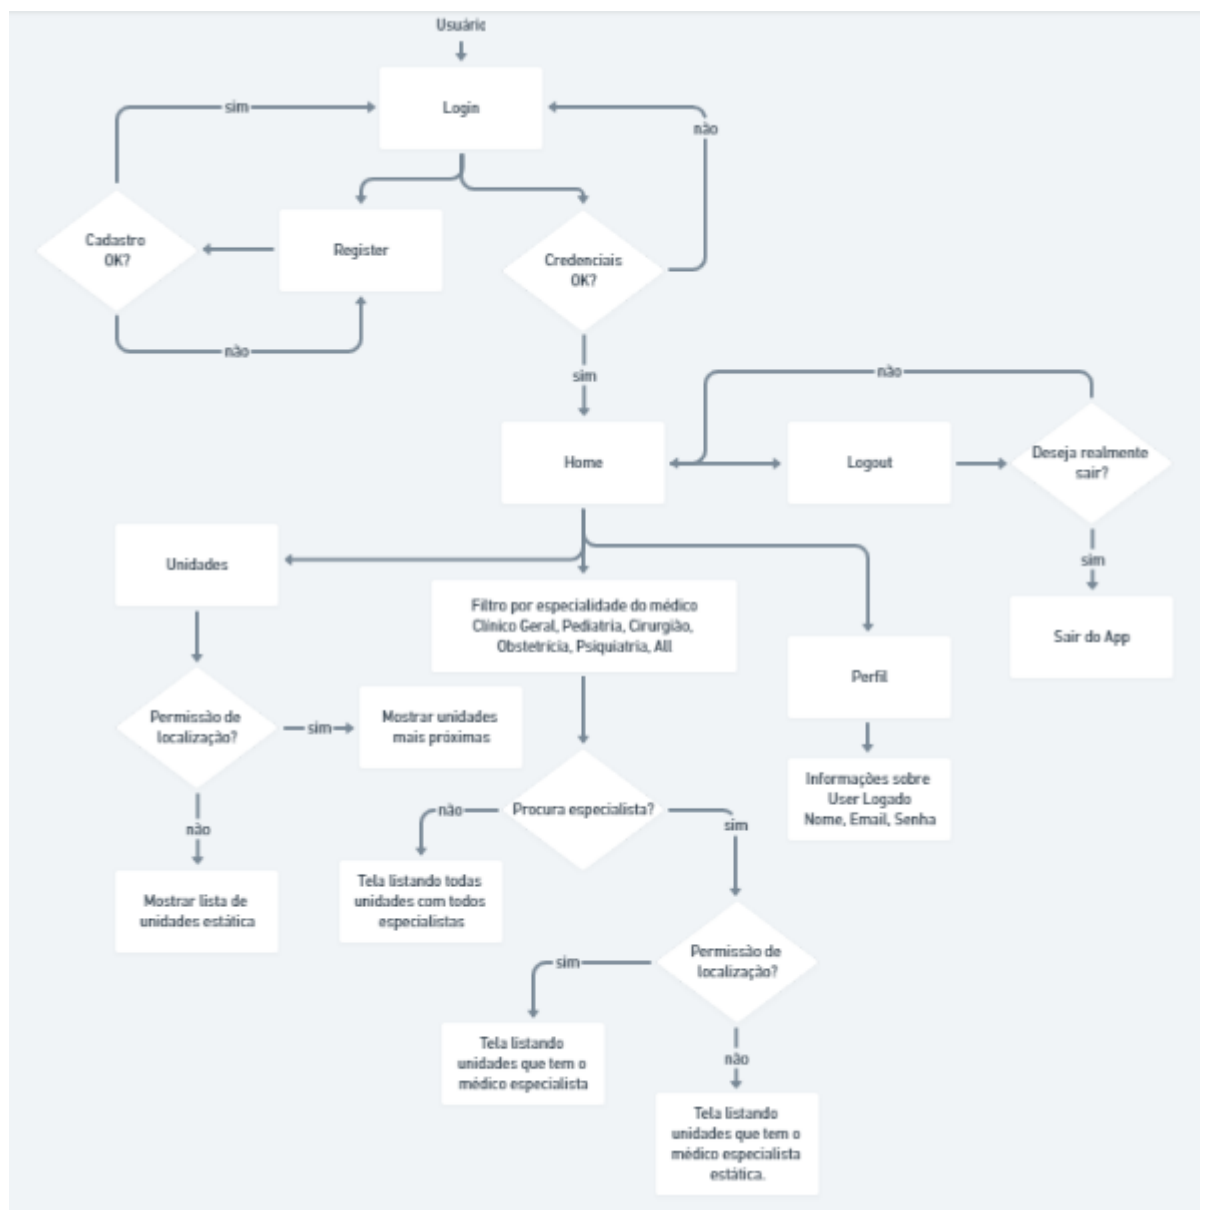 Usuário
Login
sim
não
Cadastro
OK?
Register
Credenciais
OK?
não
sim
não
Home
Logout
Deseja realmente
sair?
sim
Unidades
Filtro por especialidade do médico
Clínico Geral, Pediatria, Cirurgião,
Obstetrícia, Psiquiatria, All
Sair do App
Perfil
Permissão de
localização?
sim
Mostrar unidades
mais próximas
Informações sobre
User Logado
Nome, Email, Senha
não
Procura especialista?
sim
não
Mostrar lista de
unidades estática
Tela listando todas
unidades com todos
especialistas
Permissão de
localização?
sim
Tela listando
unidades que tem o
médico especialista
não
Tela listando
unidades que tem o
médico especialista
estática.